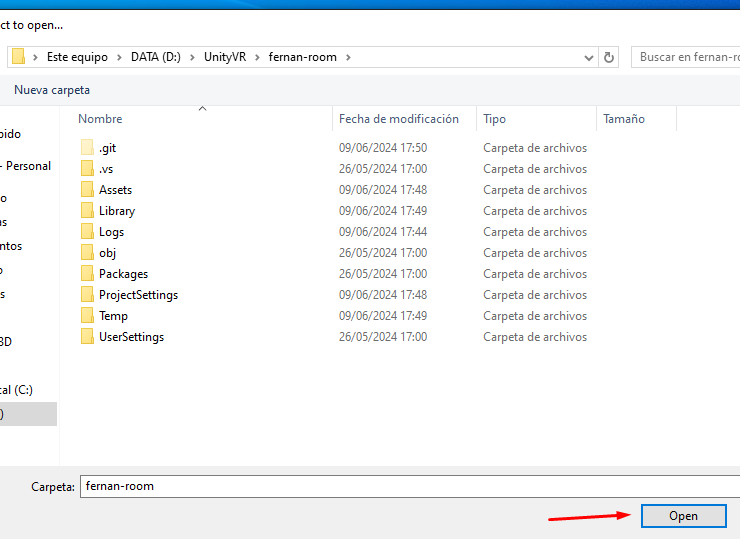 ct to open...
Este equipo > DATA (D:) > UnityVR > fernan-room >
Buscar en fernan-ro
Nueva carpeta
Nombre Fecha de modificación Tipo Tamaño
pido
- Personal
o
as
ntos
o
s
3D
cal (C:)
:)
.git 09/06/2024 17:50 Carpeta de archivos
.vs 26/05/2024 17:00 Carpeta de archivos
Assets 09/06/2024 17:48 Carpeta de archivos
Library 09/06/2024 17:49 Carpeta de archivos
Logs 09/06/2024 17:44 Carpeta de archivos
obj 26/05/2024 17:00 Carpeta de archivos
Packages 26/05/2024 17:00 Carpeta de archivos
ProjectSettings 09/06/2024 17:48 Carpeta de archivos
Temp 09/06/2024 17:49 Carpeta de archivos
UserSettings 26/05/2024 17:00 Carpeta de archivos
Carpeta: fernan-room
Open